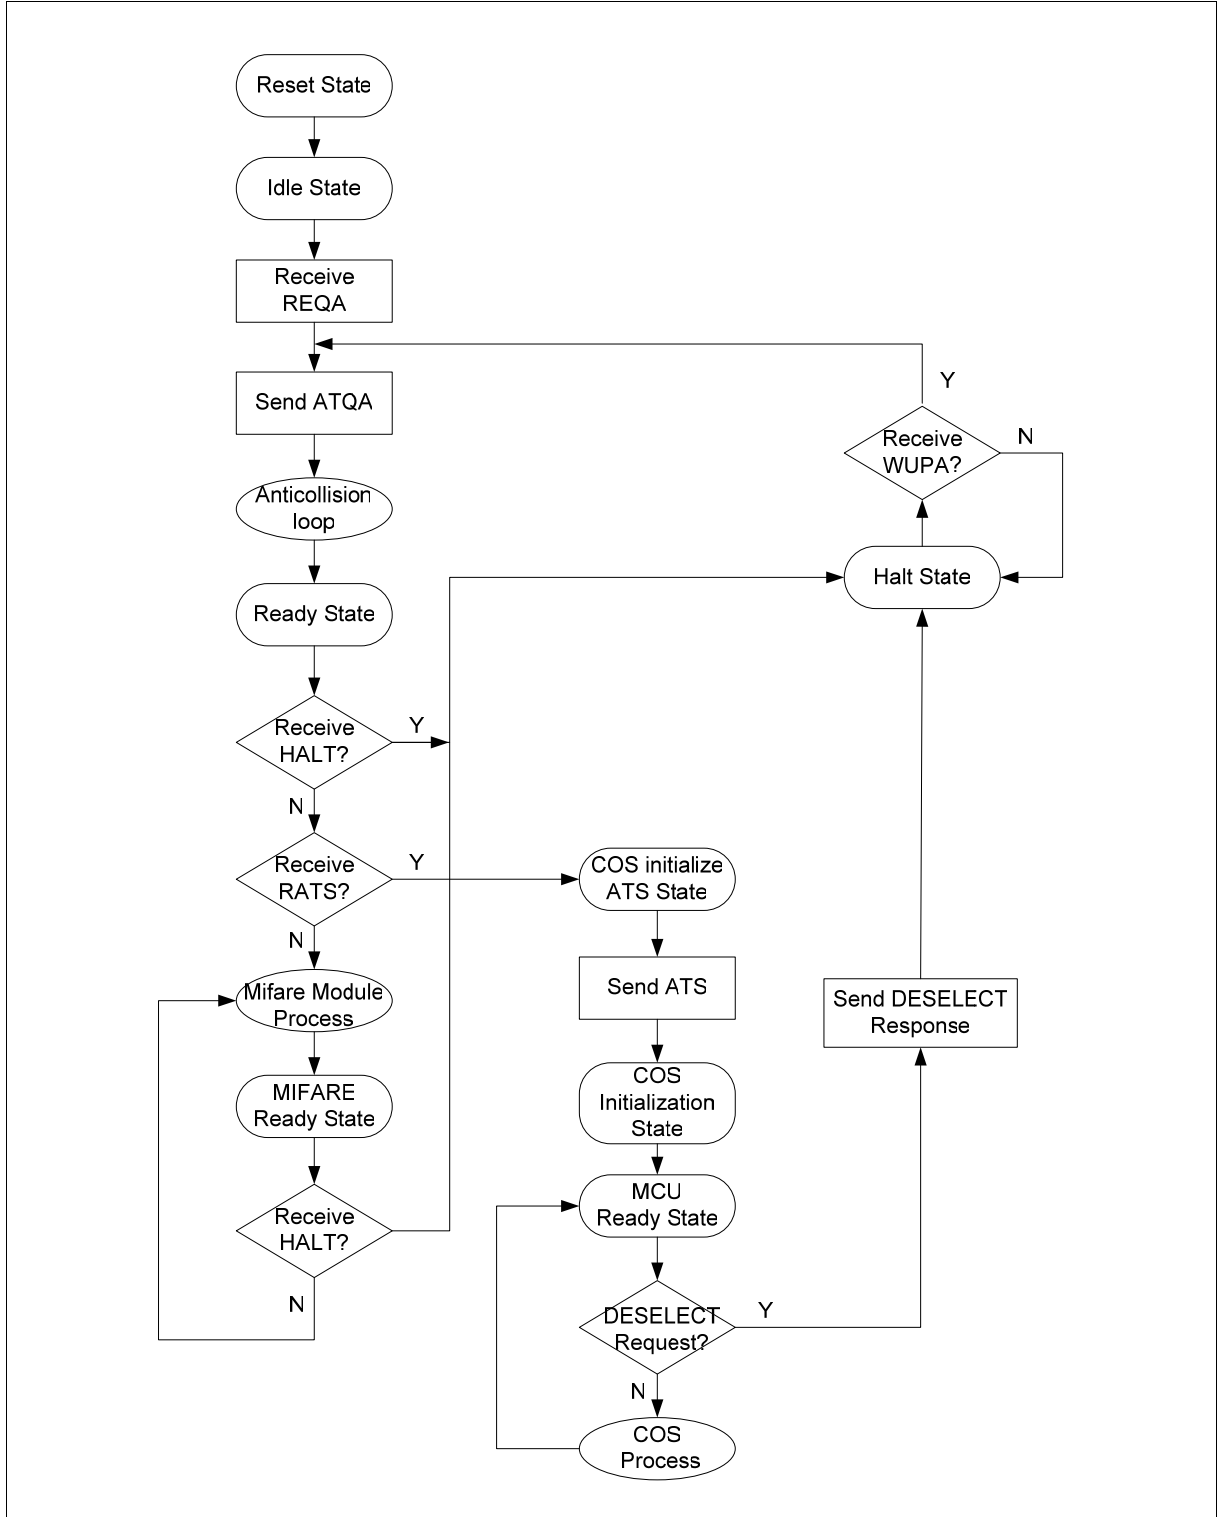 Reset State
Idle State
Receive
REQA
Send ATQA
Y
Receive
WUPA?
N
Anticollision
loop
Halt State
Ready State
Receive
HALT?
Y
N
Receive
RATS?
Y
COS initialize
ATS State
N
Send ATS
Mifare Module
Process
Send DESELECT
Response
COS
Initialization
State
MIFARE
Ready State
MCU
Ready State
Receive
HALT?
N
DESELECT
Request?
Y
N
COS
Process